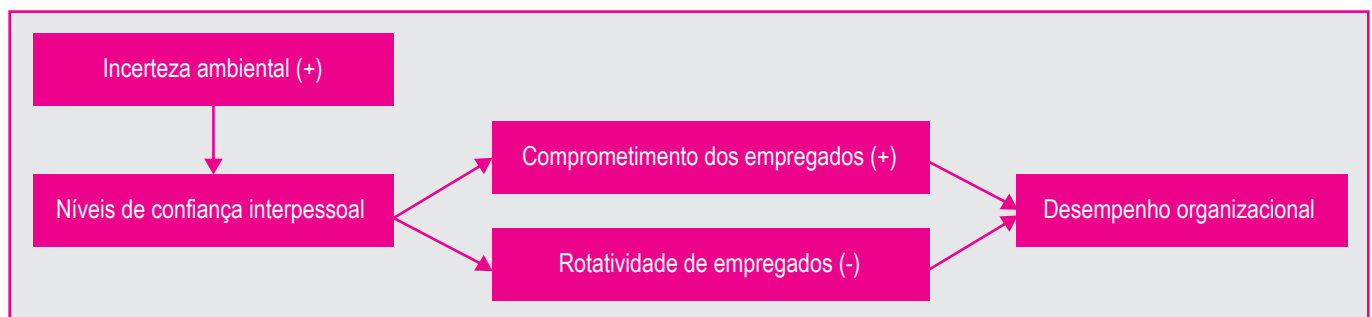 Incerteza ambiental (+)
Comprometimento dos empregados (+)
Níveis de confiança interpessoal
Desempenho organizacional
Rotatividade de empregados (-)